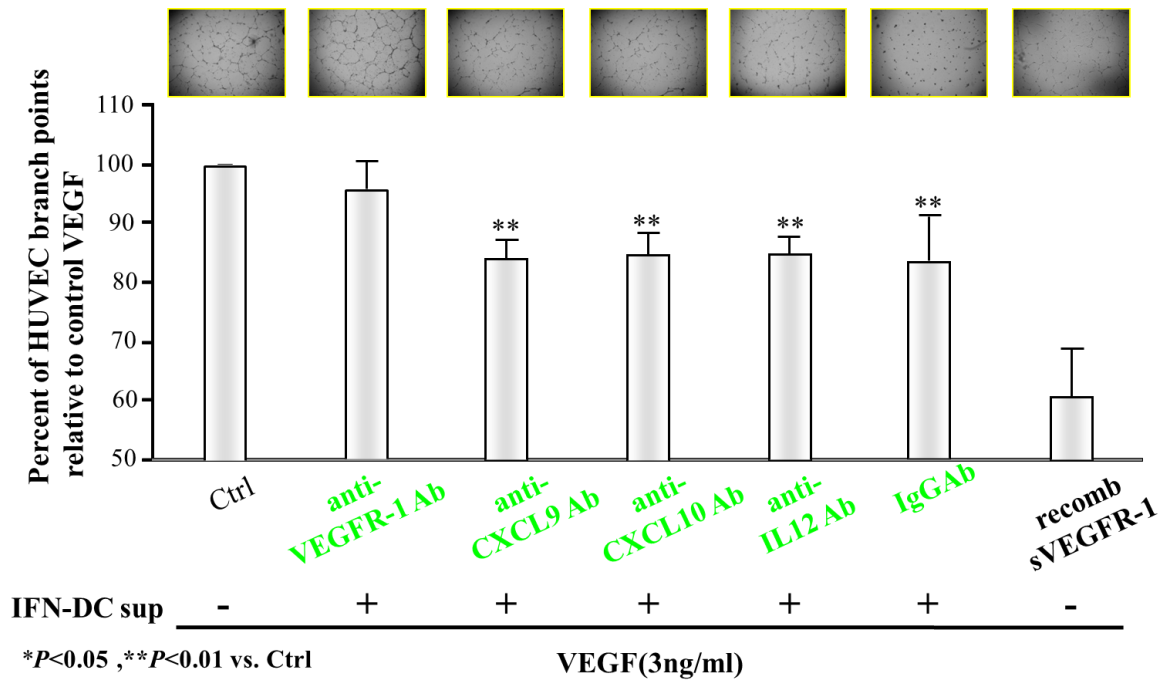 Percent of HUVEC branch points
relative to control VEGF
110
100
90
80
70
60
50
**
**
**
**
Ctrl
anti-
VEGFR-1 Ab
anti-
CXCL9 Ab
anti-
CXCL10 Ab
anti-
IL12 Ab
IgGAb
recomb
sVEGFR-1
IFN-DC sup - + + + + + -
*P<0.05 ,**P<0.01 vs. Ctrl
VEGF(3ng/ml)